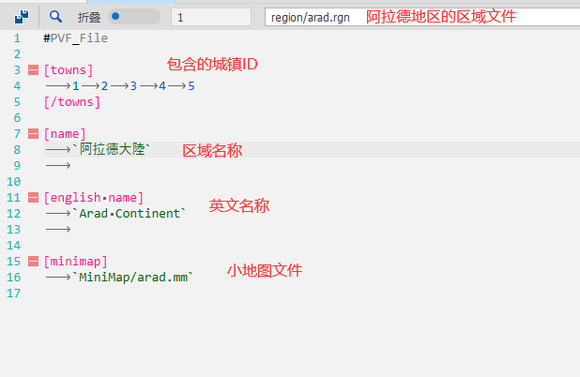 折叠 1 region/arad.rgn 阿拉德地区的区域文件
1 #PVF_File
2
3 [towns] 包含的城镇ID
4 --->1--->2--->3--->4--->5
5 [/towns]
6
7 [name]
8 --->`阿拉德大陸` 区域名称
9 --->
10
11 [english·name] 英文名称
12 --->`Arad·Continent`
13 --->
14
15 [minimap] 小地图文件
16 --->`MiniMap/arad.mm`
17